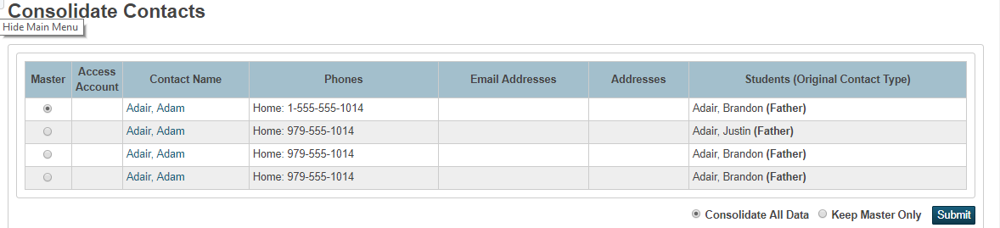 Consolidate Contacts
Hide Main Menu
Master Access Account Contact Name Phones Email Addresses Addresses Students (Original Contact Type)
Adair, Adam Home: 1-555-555-1014 Adair, Brandon (Father)
Adair, Adam Home: 979-555-1014 Adair, Justin (Father)
Adair, Adam Home: 979-555-1014 Adair, Brandon (Father)
Adair, Adam Home: 979-555-1014 Adair, Brandon (Father)
Consolidate All Data Keep Master Only Submit